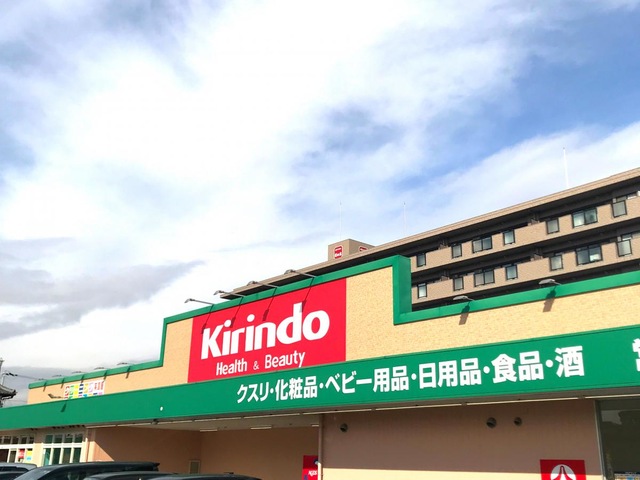 Kirindo
Health & Beauty
クスリ・化粧品・ベビー用品・日用品・食品・酒